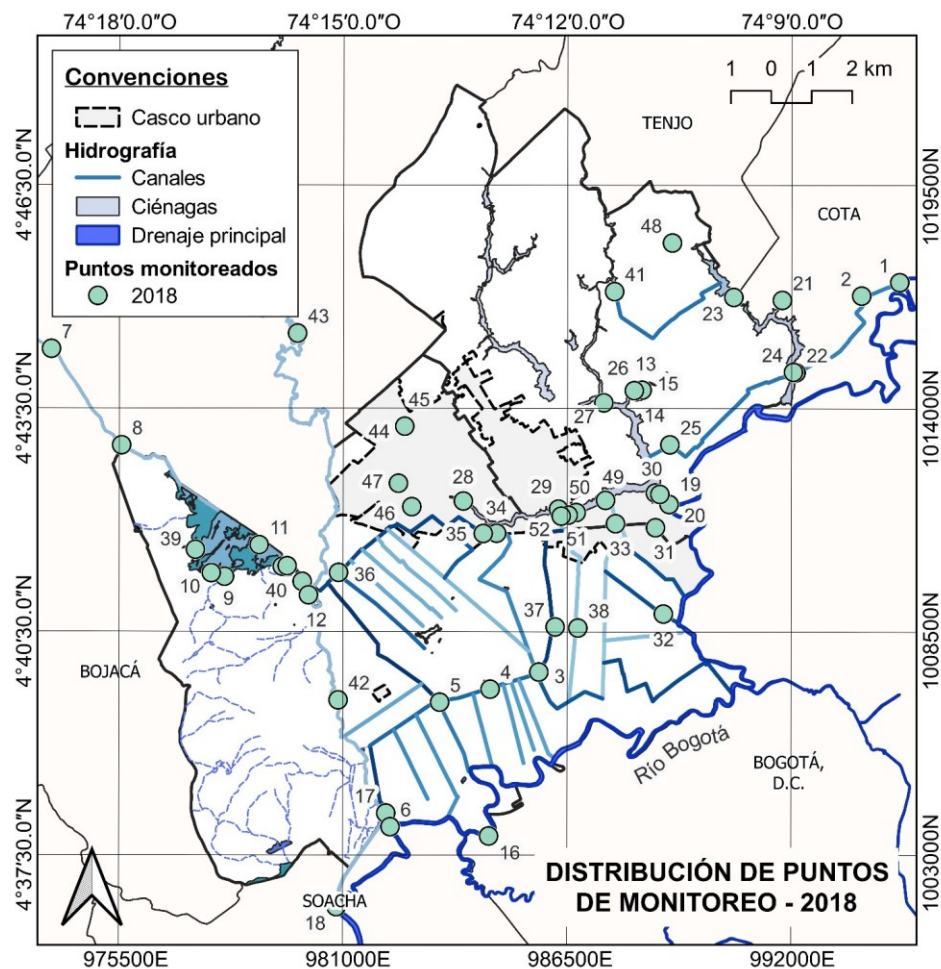 74°18'0.0"O 74°15'0.0"O 74°12'0.0"O 74°9'0.0"O
Convenciones
Casco urbano
Hidrografía
Canales
Ciénagas
Drenaje principal
Puntos monitoreados
2018
1 0 1 2 km
TENJO
COTA
4°46'30.0"N
1019500N
48
41
23
21
2
1
7
43
24
22
26
13
15
14
27
4°43'30.0"N
1014000N
45
44
25
8
47
46
28
34
35
29
50
49
30
19
20
52
51
33
31
11
39
10
9
40
12
36
37
38
32
4°40'30.0"N
1008500N
BOJACÁ
42
5
4
3
Río Bogotá
BOGOTÁ,
D.C.
17
6
16
4°37'30.0"N
1003000N
SOACHA
18
DISTRIBUCIÓN DE PUNTOS
DE MONITOREO - 2018
975500E 981000E 986500E 992000E